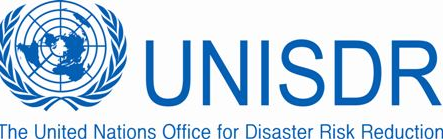 UNISDR
The United Nations Office for Disaster Risk Reduction